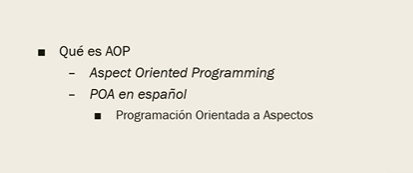 ▪ Qué es AOP
– Aspect Oriented Programming
– POA en español
▪ Programación Orientada a Aspectos